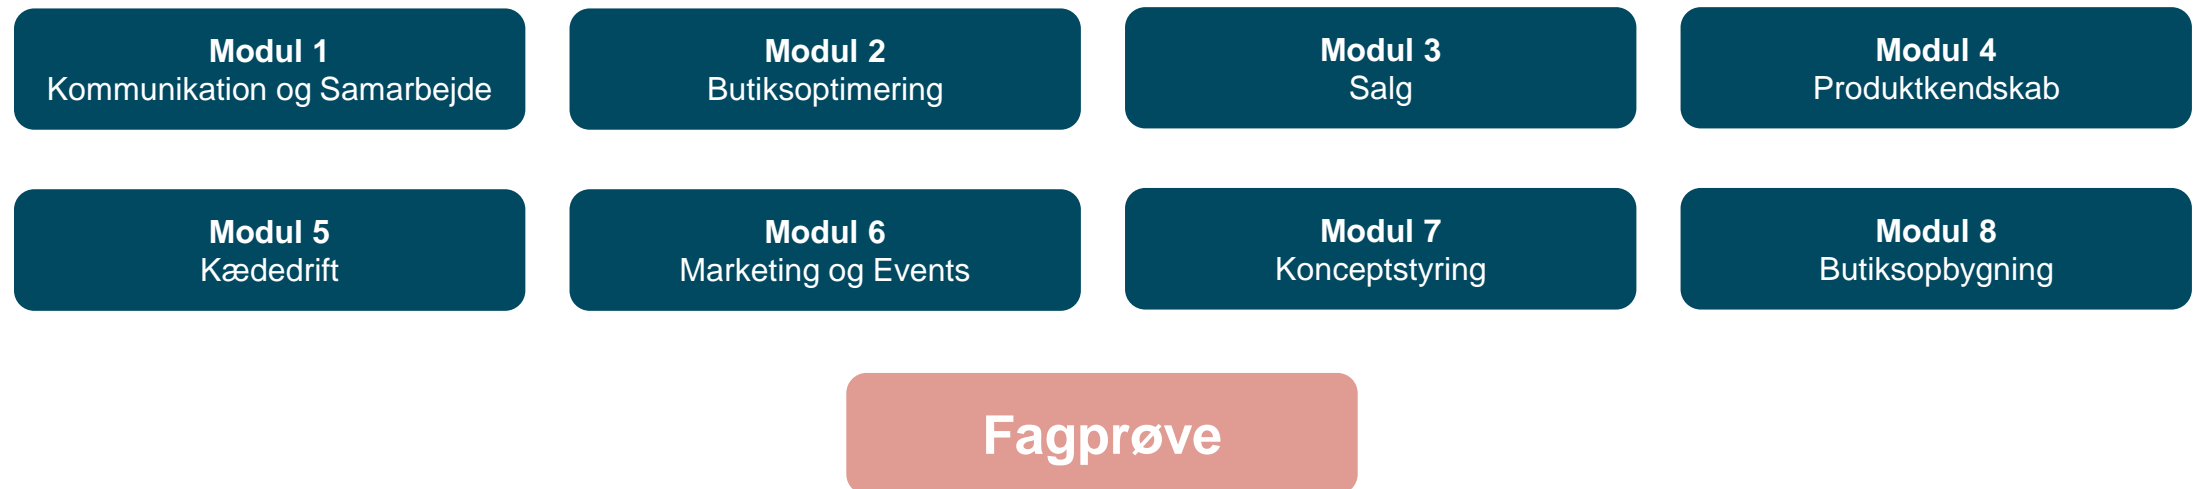 Modul 1
Kommunikation og Samarbejde
Modul 2
Butiksoptimering
Modul 3
Salg
Modul 4
Produktkendskab
Modul 5
Kædedrift
Modul 6
Marketing og Events
Modul 7
Konceptstyring
Modul 8
Butiksopbygning
Fagprøve